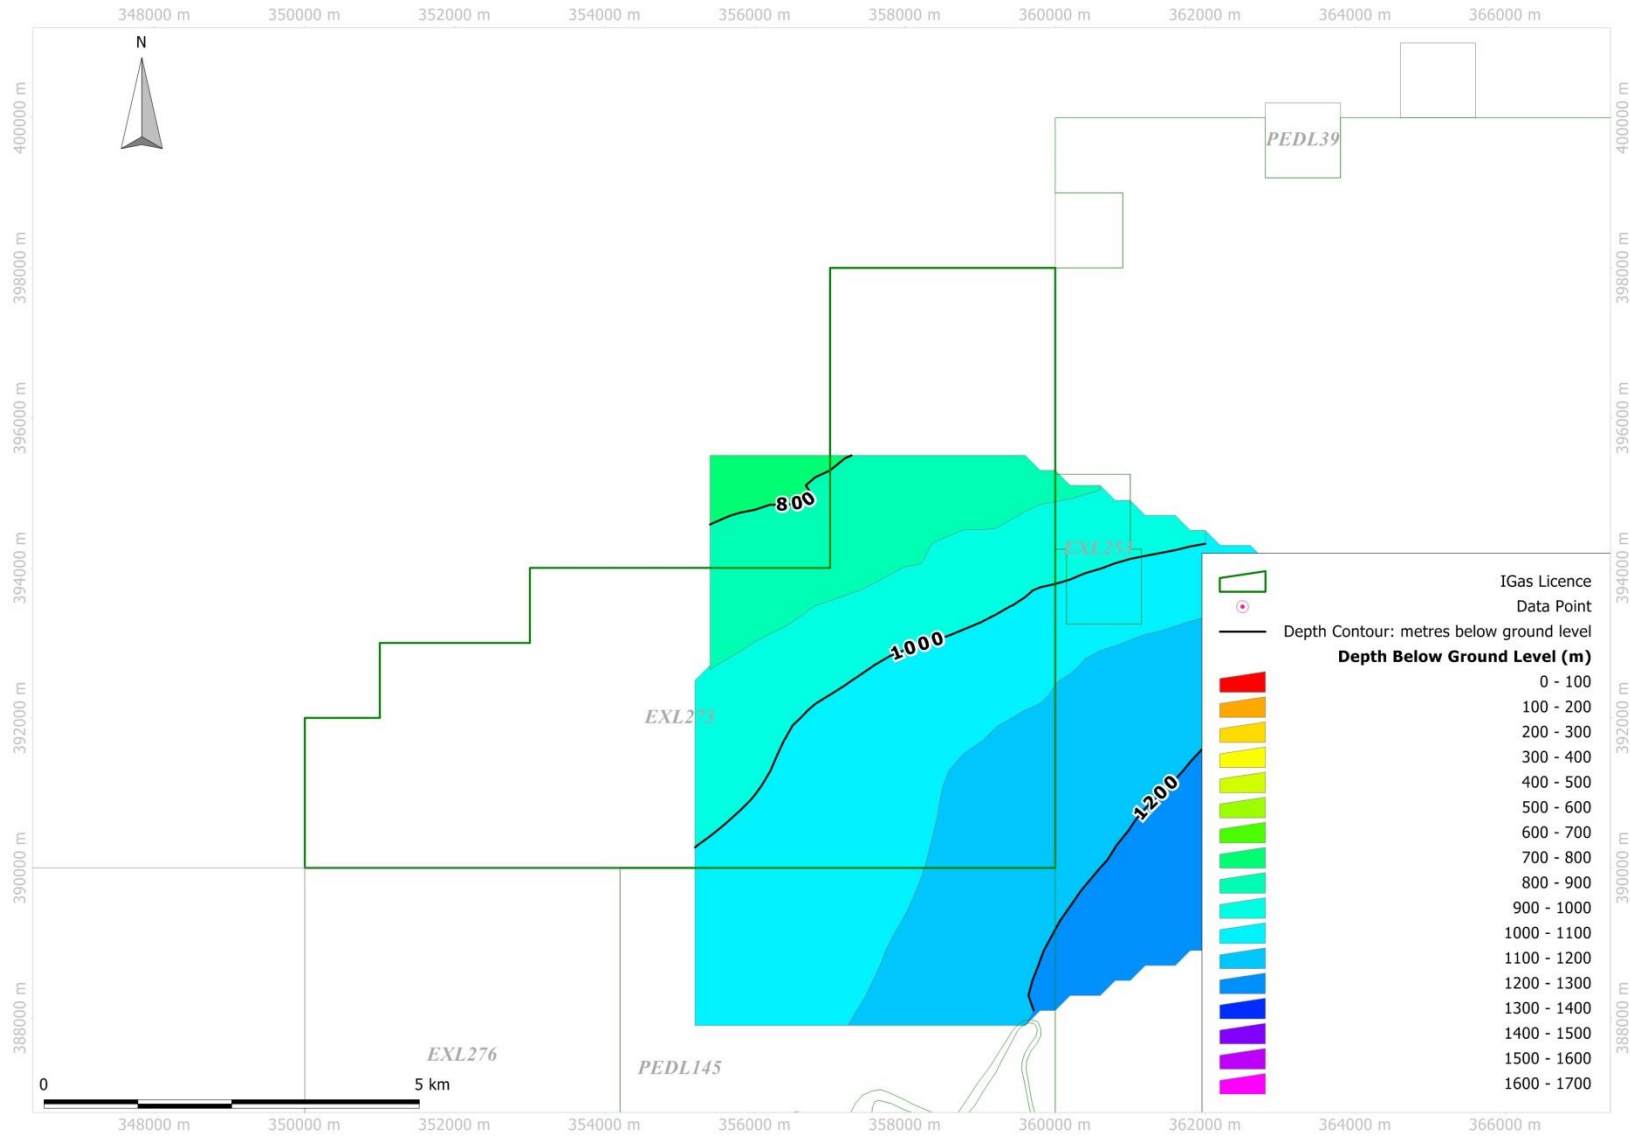 348000 m 350000 m 352000 m 354000 m 356000 m 358000 m 360000 m 362000 m 364000 m 366000 m
N
400000 m
398000 m
396000 m
394000 m
392000 m
390000 m
388000 m
400000 m
398000 m
396000 m
394000 m
392000 m
390000 m
388000 m
PEDL39
800
EXL253
1000
EXL273
1200
EXL276
PEDL145
IGas Licence
Data Point
Depth Contour: metres below ground level
Depth Below Ground Level (m)
0 - 100
100 - 200
200 - 300
300 - 400
400 - 500
500 - 600
600 - 700
700 - 800
800 - 900
900 - 1000
1000 - 1100
1100 - 1200
1200 - 1300
1300 - 1400
1400 - 1500
1500 - 1600
1600 - 1700
0 5 km
348000 m 350000 m 352000 m 354000 m 356000 m 358000 m 360000 m 362000 m 364000 m 366000 m